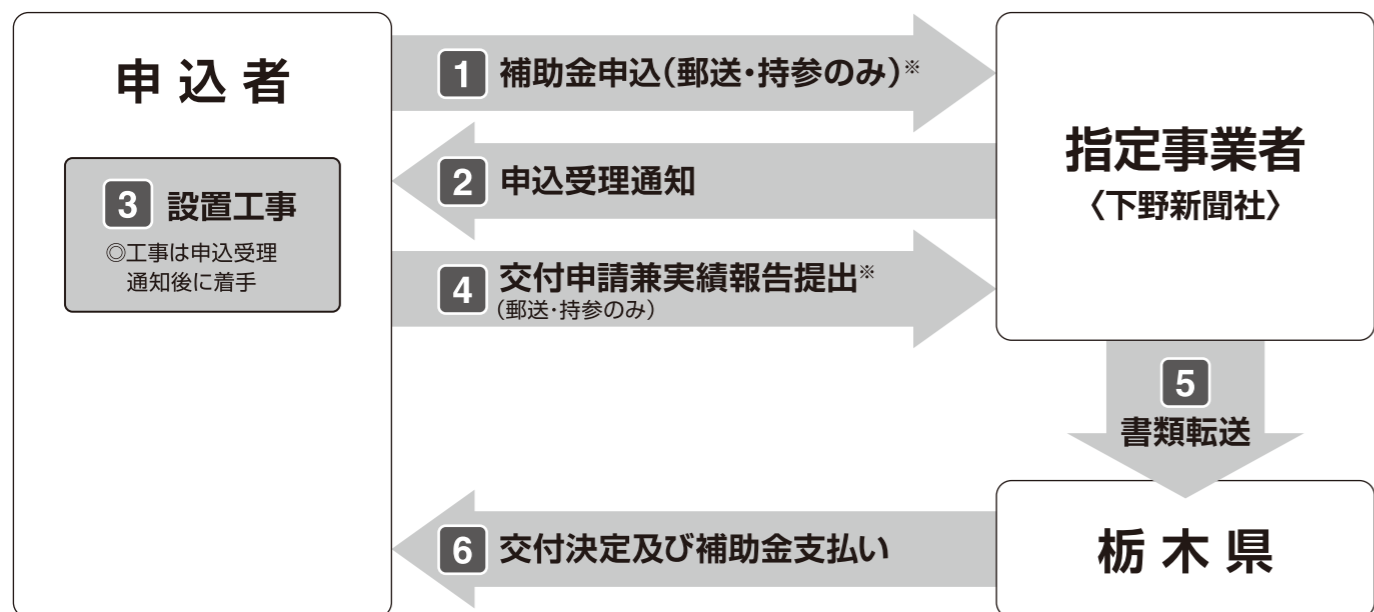 申込者
1 補助金申込(郵送・持参のみ)※
2 申込受理通知
3 設置工事
◎工事は申込受理
通知後に着手
4 交付申請兼実績報告提出※
(郵送・持参のみ)
指定事業者
〈下野新聞社〉
5
書類転送
6 交付決定及び補助金支払い
栃木県